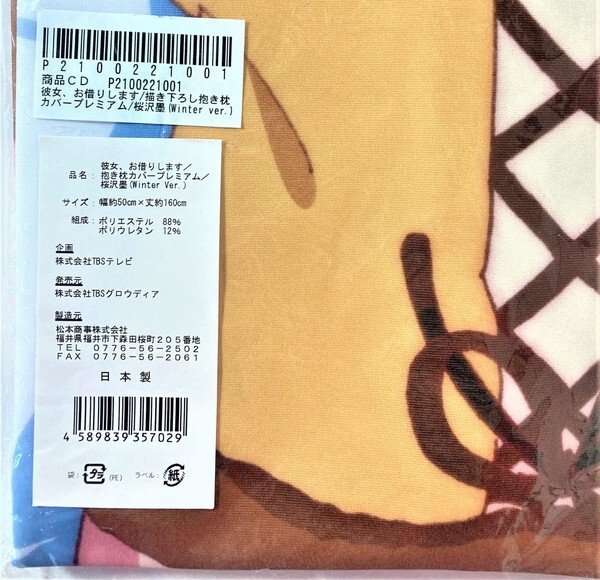 P2100221001
商品CD P2100221001
彼女、お借りします/描き下ろし抱き枕
カバープレミアム/桜沢墨(Winter ver.)
彼女、お借りします/
品名: 抱き枕カバープレミアム/
桜沢墨(Winter Ver.)
サイズ: 幅約50cm×丈約160cm
組成: ポリエステル 88%
ポリウレタン 12%
企画
株式会社TBSテレビ
発売元
株式会社TBSグロウディア
製造元
松本商事株式会社
福井県福井市下森田桜町205番地
TEL 0776-56-2502
FAX 0776-56-2061
日本製
4 589839 357029
袋: プラ (PE) ラベル: 紙